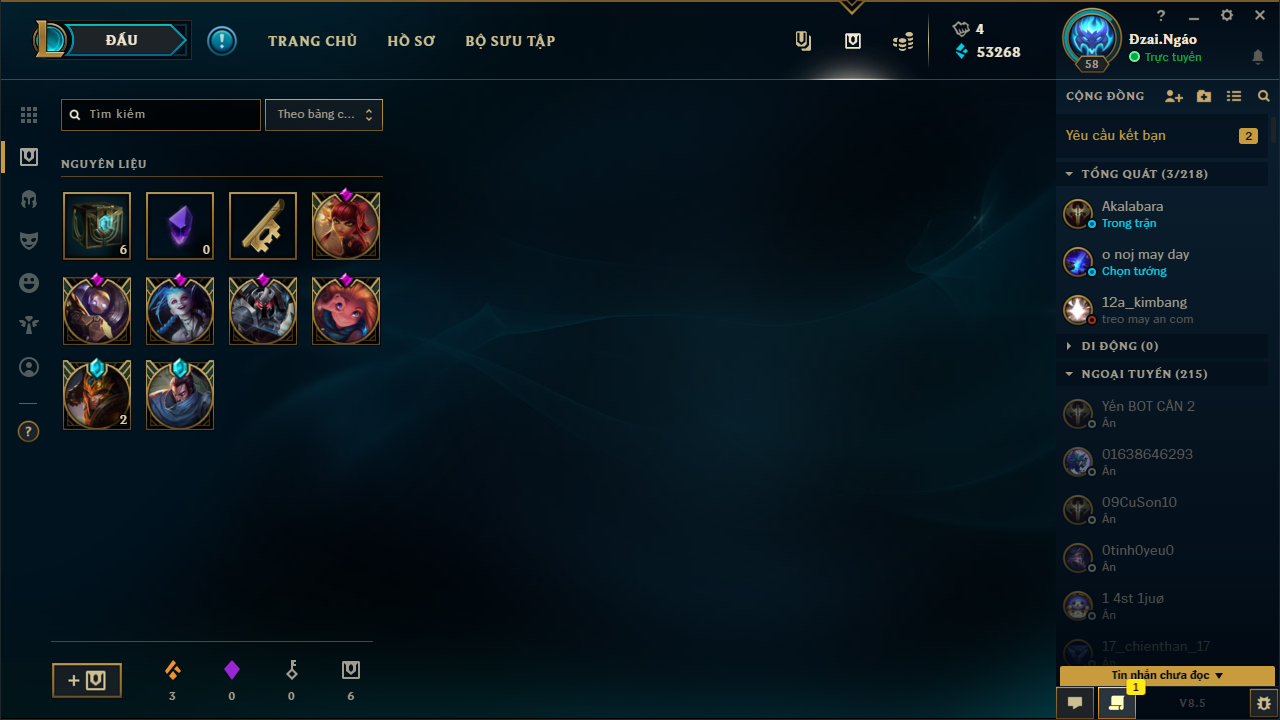 ĐẤU
TRANG CHỦ
HỒ SƠ
BỘ SƯU TẬP
4
53268
?
58
Đzai.Ngáo
Trực tuyến
Tìm kiếm
Theo bảng c...
NGUYÊN LIỆU
6
0
2
?
3
0
0
6
CỘNG ĐỒNG
Yêu cầu kết bạn
2
TỔNG QUÁT (3/218)
Akalabara
Trong trận
o noj may day
Chọn tướng
12a_kimbang
treo may an com
DI ĐỘNG (0)
NGOẠI TUYẾN (215)
Yến BOT CẦN 2
Ẩn
01638646293
Ẩn
09CuSon10
Ẩn
0tinh0yeu0
Ẩn
1 4st 1juø
Ẩn
17_chienthan_17
Ẩn
Tin nhắn chưa đọc
1
V8.5